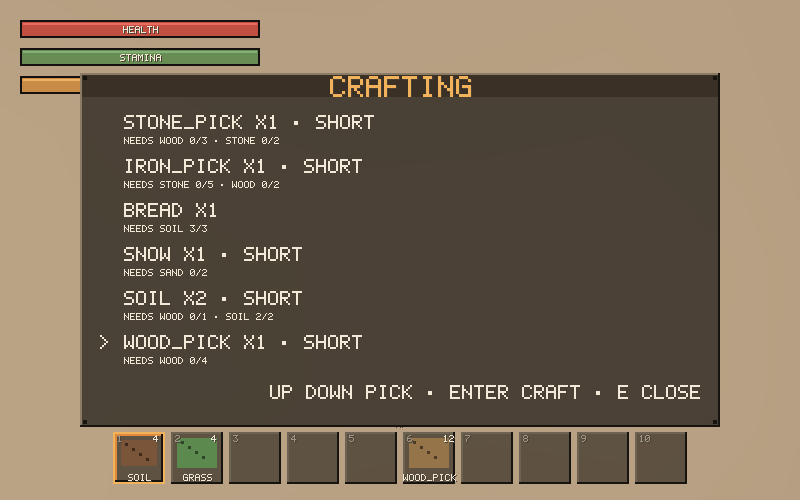 HEALTH
STAMINA
CRAFTING
STONE_PICK X1 ▪ SHORT
NEEDS WOOD 0/3 ▪ STONE 0/2
IRON_PICK X1 ▪ SHORT
NEEDS STONE 0/5 ▪ WOOD 0/2
BREAD X1
NEEDS SOIL 3/3
SNOW X1 ▪ SHORT
NEEDS SAND 0/2
SOIL X2 ▪ SHORT
NEEDS WOOD 0/1 ▪ SOIL 2/2
> WOOD_PICK X1 ▪ SHORT
NEEDS WOOD 0/4
UP DOWN PICK ▪ ENTER CRAFT ▪ E CLOSE
1 4 2 4 3 4 5 6 12 7 8 9 10
SOIL GRASS WOOD_PICK